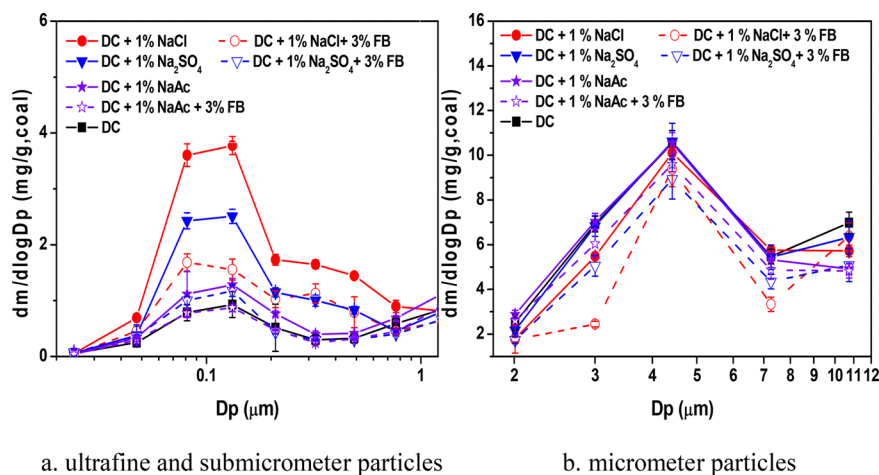 a
b
16
14
12
10
8
6
4
2
6
4
2
0
DC + 1% NaCl
DC + 1% NaCl+ 3% FB
DC + 1% Na₂SO₄
DC + 1% Na₂SO₄+ 3% FB
DC + 1% NaAc
DC + 1% NaAc + 3% FB
DC
DC + 1 % NaCl
DC + 1 % NaCl+ 3 % FB
DC + 1 % Na₂SO₄
DC + 1 % Na₂SO₄+ 3 % FB
DC + 1 % NaAc
DC + 1 % NaAc + 3 % FB
DC
dm/dlogDp (mg/g,coal)
dm/dlogDp (mg/g,coal)
0.1 1
2 3 4 5 6 7 8 9 10 11 12
Dp (μm)
Dp (μm)
a. ultrafine and submicrometer particles
b. micrometer particles